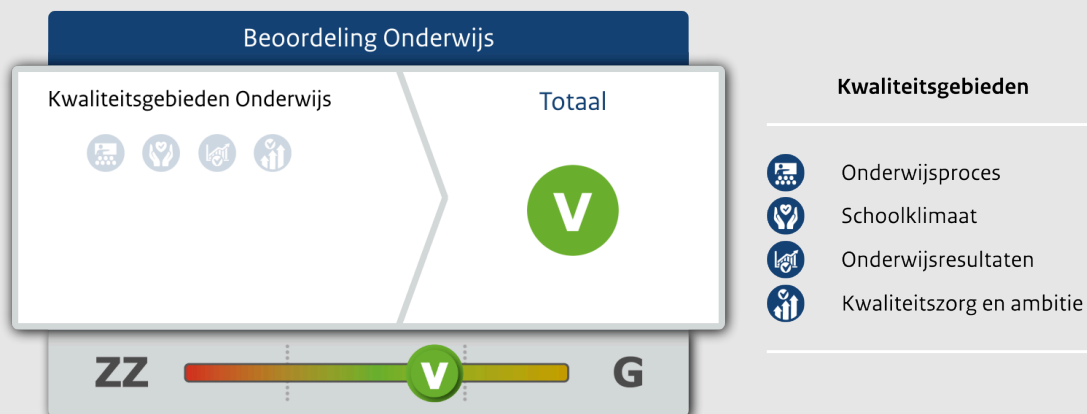 Beoordeling Onderwijs
Kwaliteitsgebieden Onderwijs
Totaal
V
ZZ
V
G
Kwaliteitsgebieden
Onderwijsproces
Schoolklimaat
Onderwijsresultaten
Kwaliteitszorg en ambitie